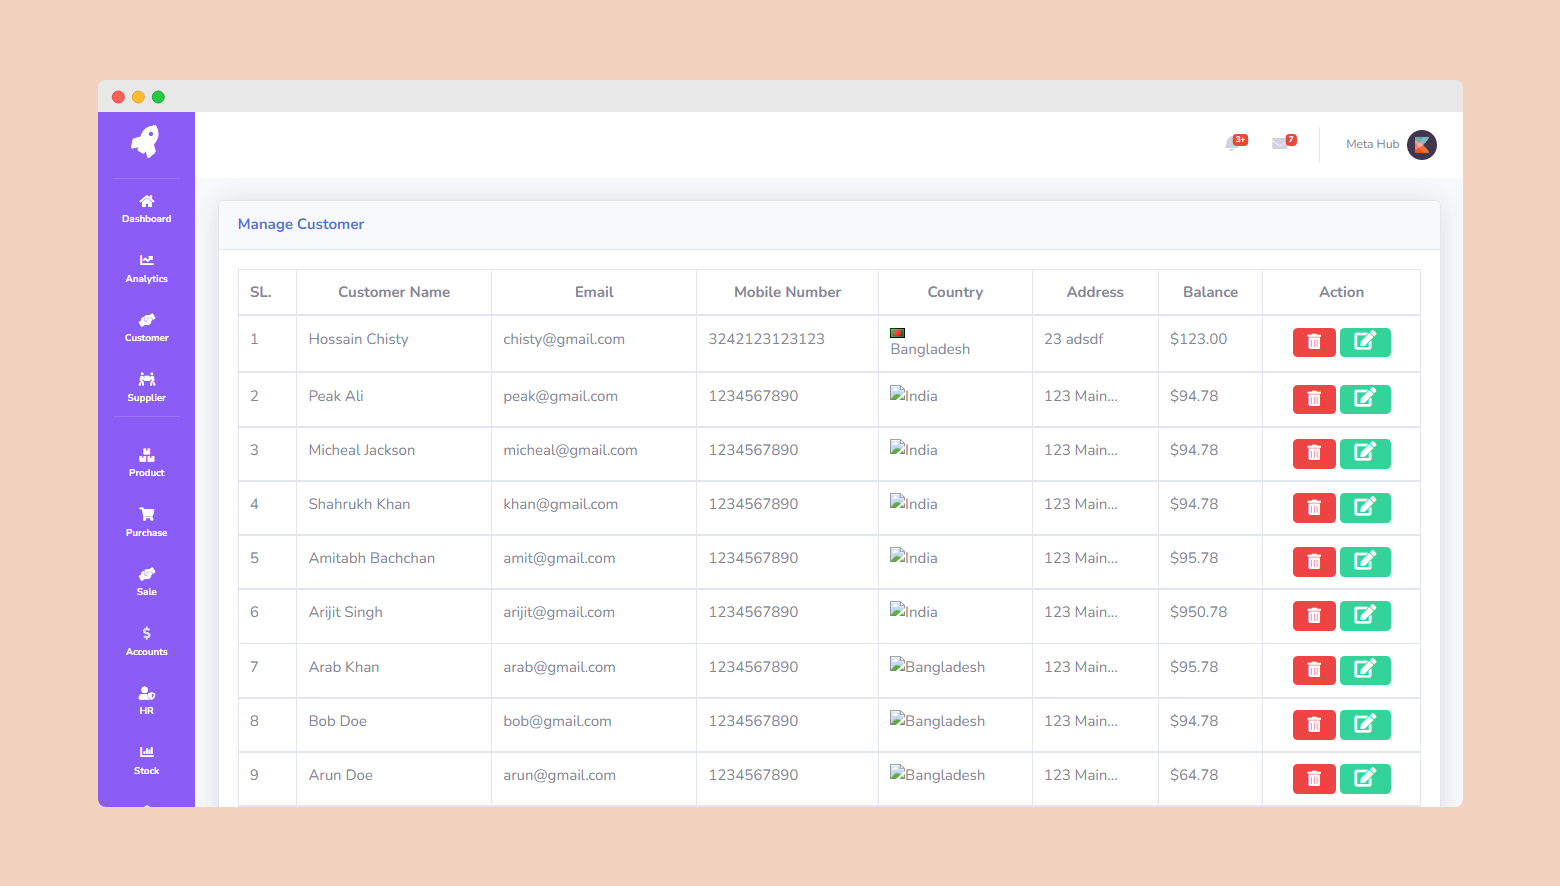 3+
7
Meta Hub
Dashboard
Analytics
Customer
Supplier
Product
Purchase
Sale
Accounts
HR
Stock
Manage Customer
SL. Customer Name Email Mobile Number Country Address Balance Action
1 Hossain Chisty chisty@gmail.com 3242123123123 Bangladesh 23 adsdf $123.00
2 Peak Ali peak@gmail.com 1234567890 India 123 Main... $94.78
3 Micheal Jackson micheal@gmail.com 1234567890 India 123 Main... $94.78
4 Shahrukh Khan khan@gmail.com 1234567890 India 123 Main... $94.78
5 Amitabh Bachchan amit@gmail.com 1234567890 India 123 Main... $95.78
6 Arijit Singh arijit@gmail.com 1234567890 India 123 Main... $950.78
7 Arab Khan arab@gmail.com 1234567890 Bangladesh 123 Main... $95.78
8 Bob Doe bob@gmail.com 1234567890 Bangladesh 123 Main... $94.78
9 Arun Doe arun@gmail.com 1234567890 Bangladesh 123 Main... $64.78